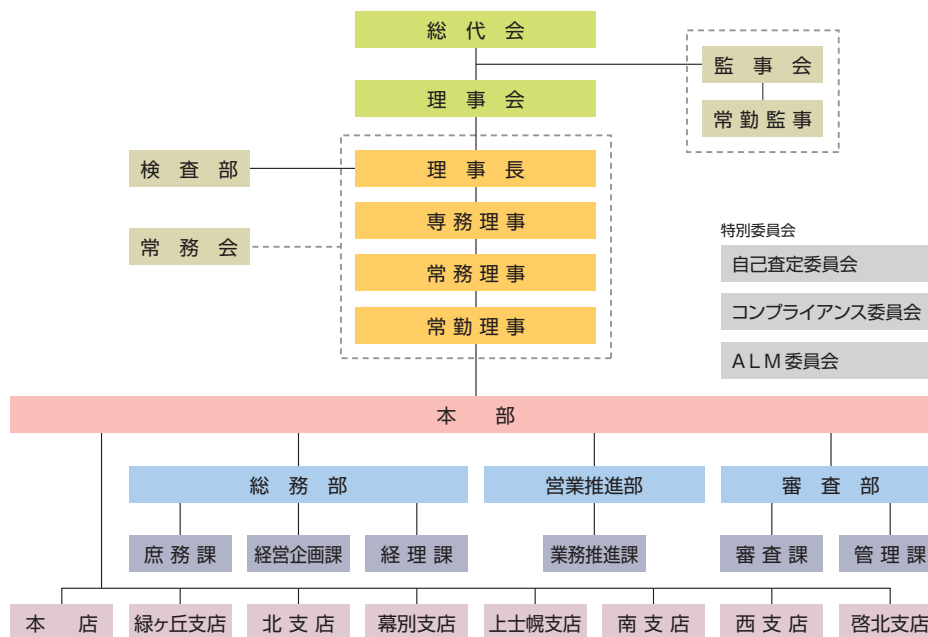 総代会
監事会
理事会
常勤監事
検査部
理事長
専務理事
常務会
特別委員会
自己査定委員会
常務理事
コンプライアンス委員会
常勤理事
ALM委員会
本部
総務部
営業推進部
審査部
庶務課
経営企画課
経理課
業務推進課
審査課
管理課
本店
緑ヶ丘支店
北支店
幕別支店
上士幌支店
南支店
西支店
啓北支店